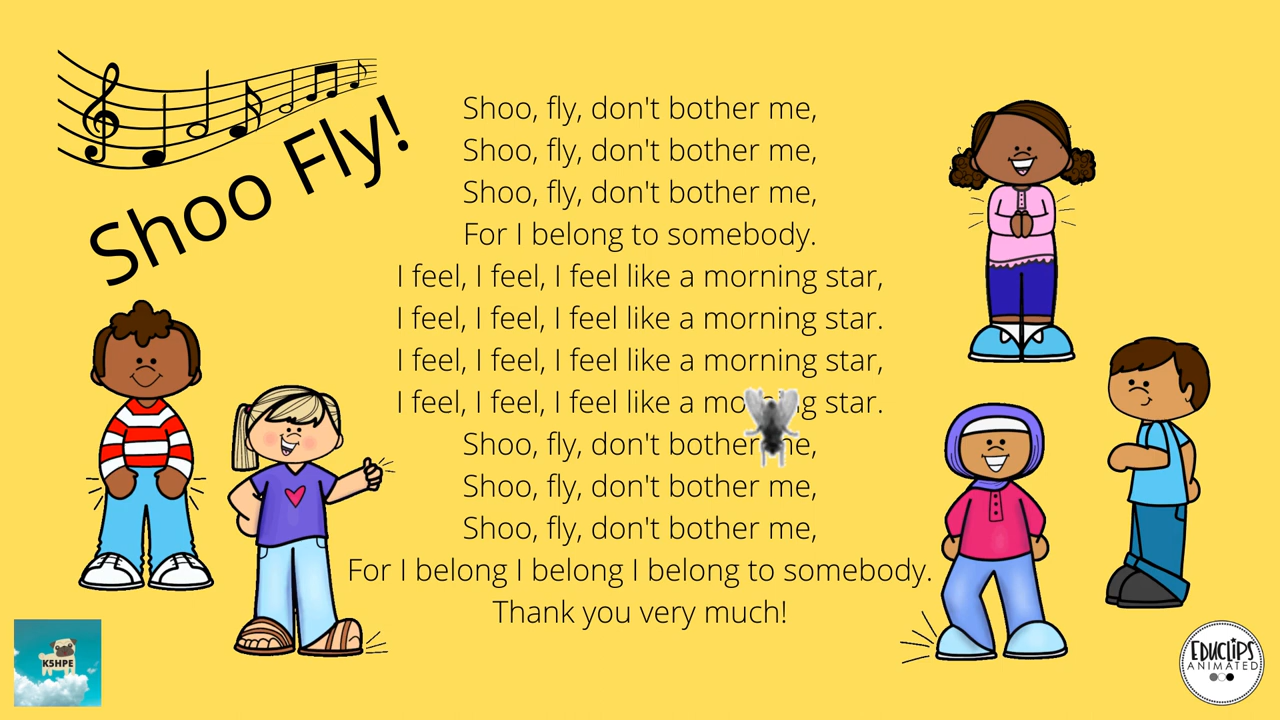 Shoo Fly!
Shoo, fly, don't bother me,
Shoo, fly, don't bother me,
Shoo, fly, don't bother me,
For I belong to somebody.
I feel, I feel, I feel like a morning star,
I feel, I feel, I feel like a morning star.
I feel, I feel, I feel like a morning star,
I feel, I feel, I feel like a morning star.
Shoo, fly, don't bother me,
Shoo, fly, don't bother me,
Shoo, fly, don't bother me,
For I belong I belong I belong to somebody.
Thank you very much!
K5HPE
EDUCLIPS
ANIMATED